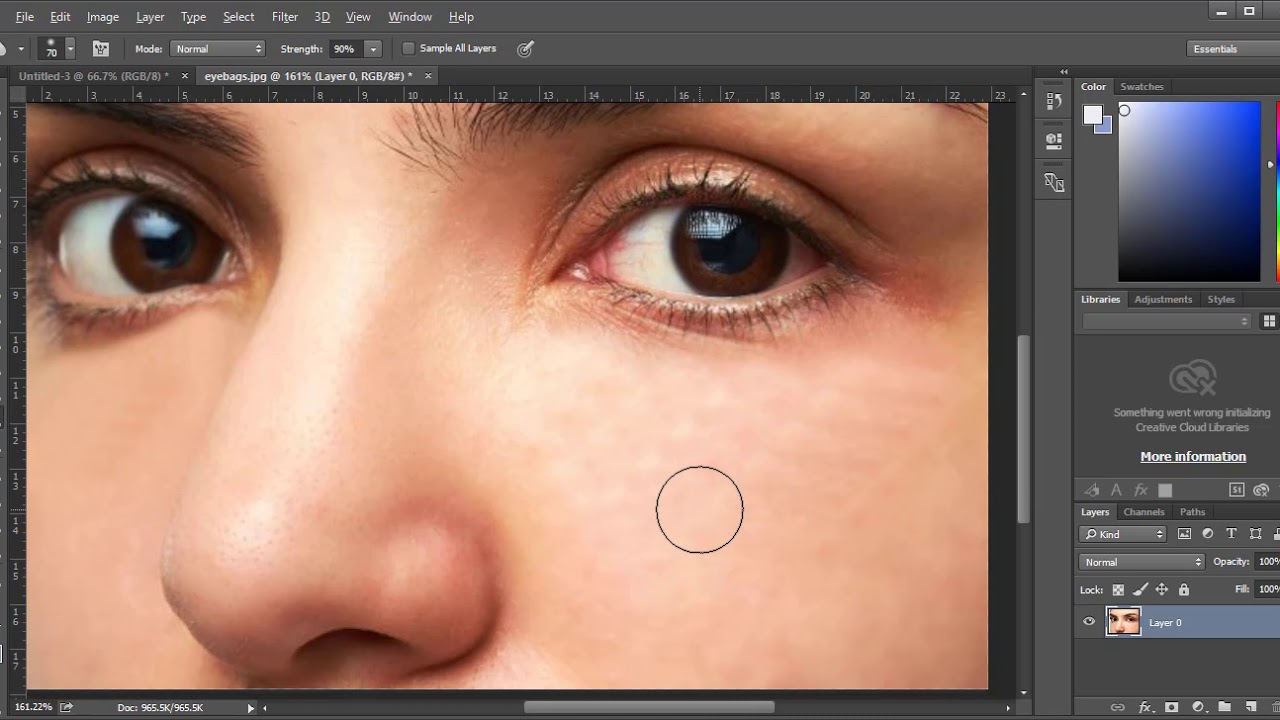 File Edit Image Layer Type Select Filter 3D View Window Help
70 Mode: Normal Strength: 90% Sample All Layers Essentials
Untitled-3 @ 66.7% (RGB/8) * × eyebags.jpg @ 161% (Layer 0, RGB/8#) * ×
2 3 4 5 6 7 8 9 10 11 12 13 14 15 16 17 18 19 20 21 22 23
5
6
7
8
9
10
11
12
13
14
15
16
17
Color Swatches
Libraries Adjustments Styles
Something went wrong initializing
Creative Cloud Libraries
More information
St
Layers Channels Paths
Kind
Normal Opacity: 100%
Lock: Fill: 100%
Layer 0
161.22% Doc: 965.5K/965.5K